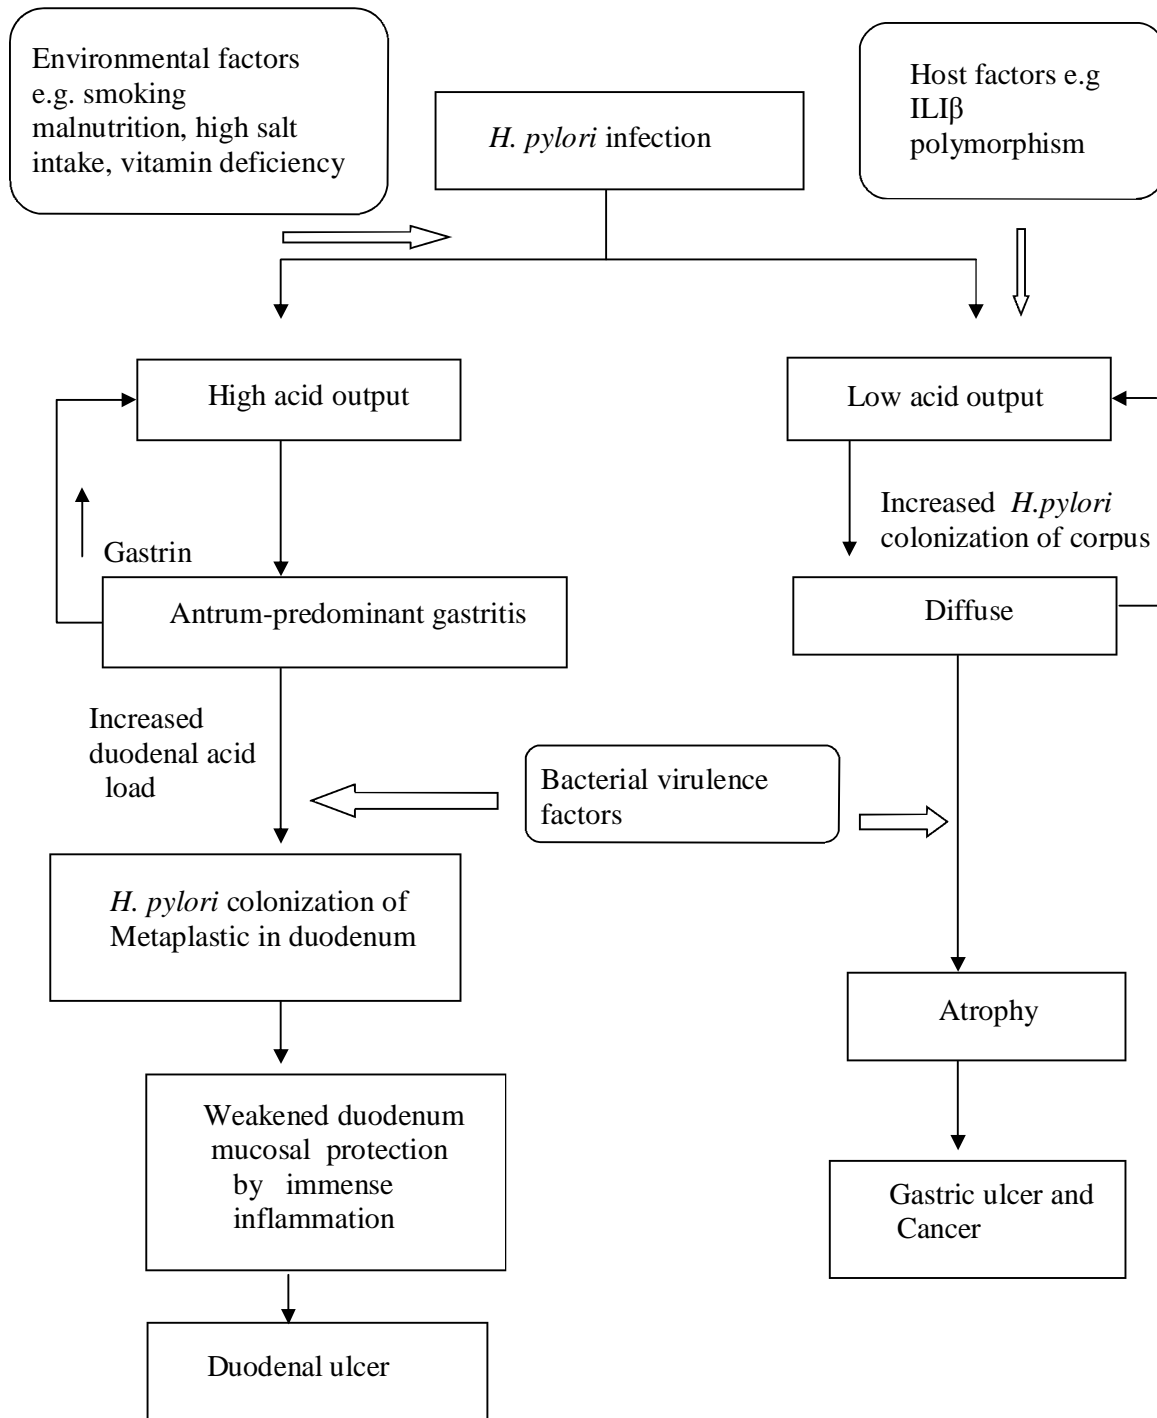 Environmental factors
e.g. smoking
malnutrition, high salt
intake, vitamin deficiency
H. pylori infection
Host factors e.g
ILIβ
polymorphism
High acid output
Low acid output
Gastrin
Increased H.pylori
colonization of corpus
Antrum-predominant gastritis
Diffuse
Increased
duodenal acid
load
Bacterial virulence
factors
H. pylori colonization of
Metaplastic in duodenum
Atrophy
Weakened duodenum
mucosal protection
by immense
inflammation
Gastric ulcer and
Cancer
Duodenal ulcer